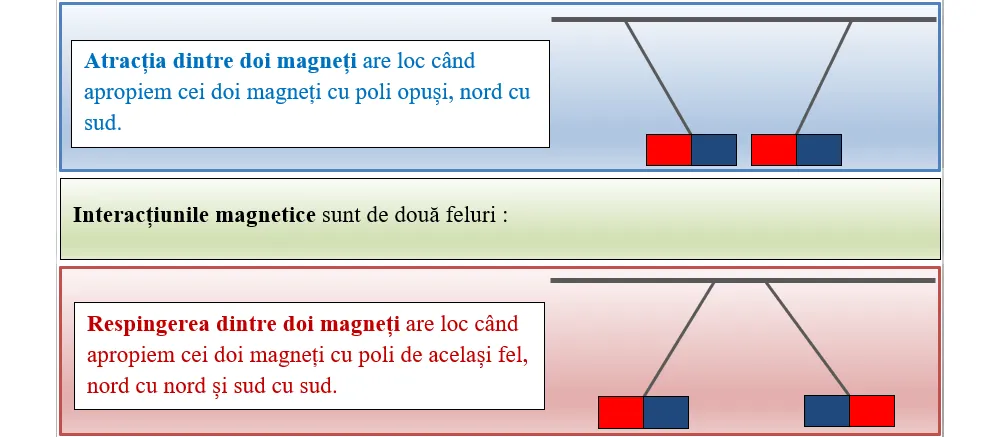 Atracția dintre doi magneți are loc când
apropiem cei doi magneți cu poli opuși, nord cu
sud.
Interacțiunile magnetice sunt de două feluri :
Respingerea dintre doi magneți are loc când
apropiem cei doi magneți cu poli de același fel,
nord cu nord și sud cu sud.